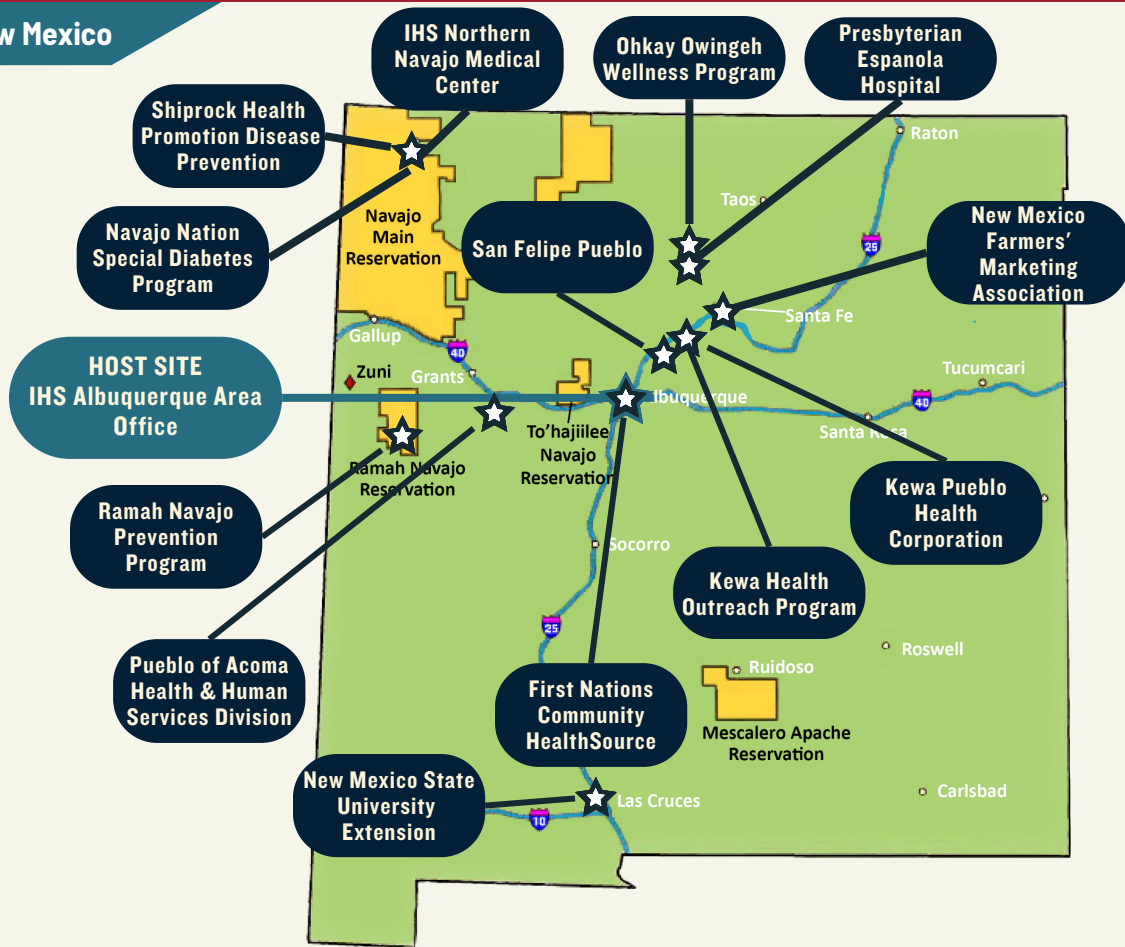 w Mexico
IHS Northern
Navajo Medical
Center
Ohkay Owingeh
Wellness Program
Presbyterian
Espanola
Hospital
Shiprock Health
Promotion Disease
Prevention
Raton
Taos
Navajo Nation
Special Diabetes
Program
Navajo
Main
Reservation
San Felipe Pueblo
25
New Mexico
Farmers'
Marketing
Association
Santa Fe
Gallup
40
HOST SITE
IHS Albuquerque Area
Office
Zuni
Grants
lbuquerque
Tucumcari
40
Santa Rosa
To'hajiilee
Navajo
Reservation
Ramah Navajo
Reservation
Ramah Navajo
Prevention
Program
Kewa Pueblo
Health
Corporation
Socorro
Kewa Health
Outreach Program
25
Roswell
Pueblo of Acoma
Health & Human
Services Division
First Nations
Community
HealthSource
Ruidoso
Mescalero Apache
Reservation
New Mexico State
University
Extension
10
Las Cruces
Carlsbad